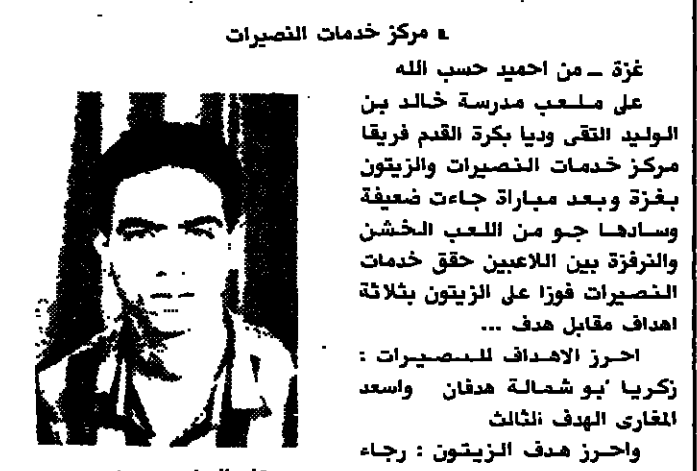 مركز خدمات النصيرات
غزة ـ من احميد حسب الله
على ملعب مدرسة خالد بن
الوليد التقى وديا بكرة القدم فريقا
مركز خدمات النصيرات والزيتون
بغزة وبعد مباراة جاءت ضعيفة
وسادها جو من اللعب الخشن
والنرفزة بين اللاعبين حقق خدمات
النصيرات فوزا على الزيتون بثلاثة
اهداف مقابل هدف ...
احرز الاهداف للنصيرات :
زكريا ابو شمالة هدفان واسعد
المغارى الهدف الثالث
واحرز هدف الزيتون : رجاء